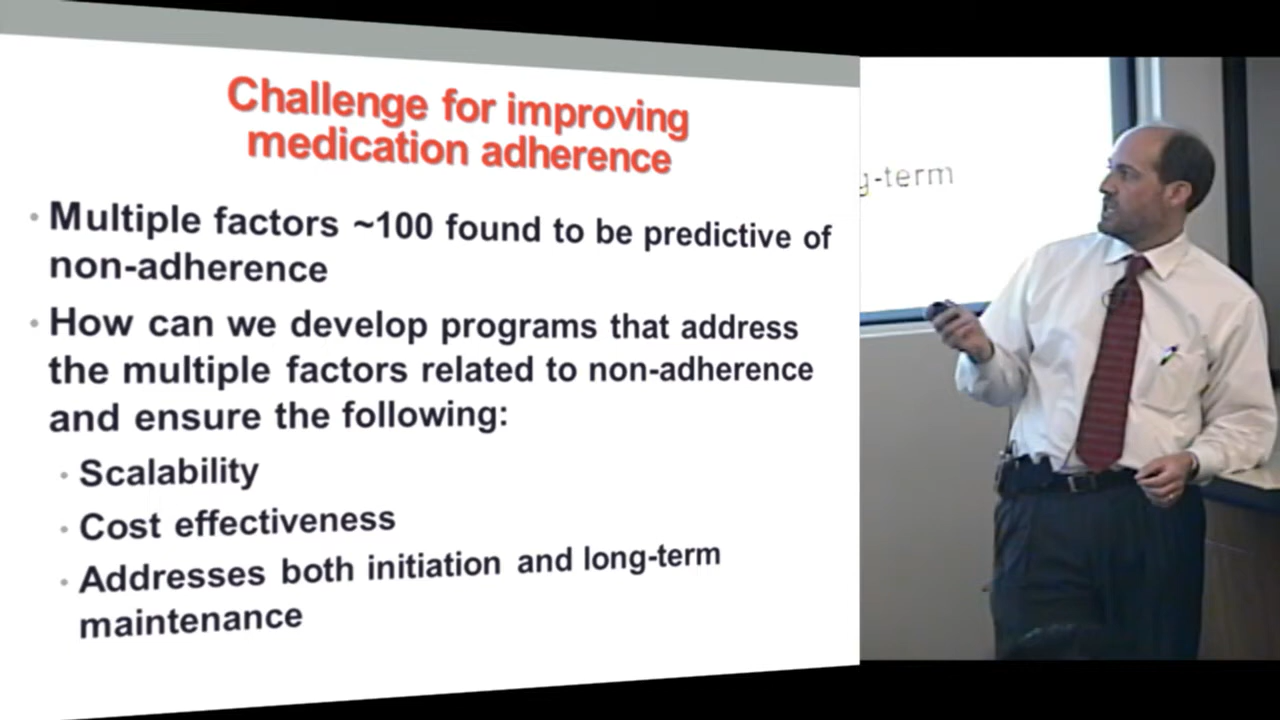 Challenge for improving
medication adherence
• Multiple factors ~100 found to be predictive of
non-adherence
• How can we develop programs that address
the multiple factors related to non-adherence
and ensure the following:
• Scalability
• Cost effectiveness
• Addresses both initiation and long-term
maintenance
g-term